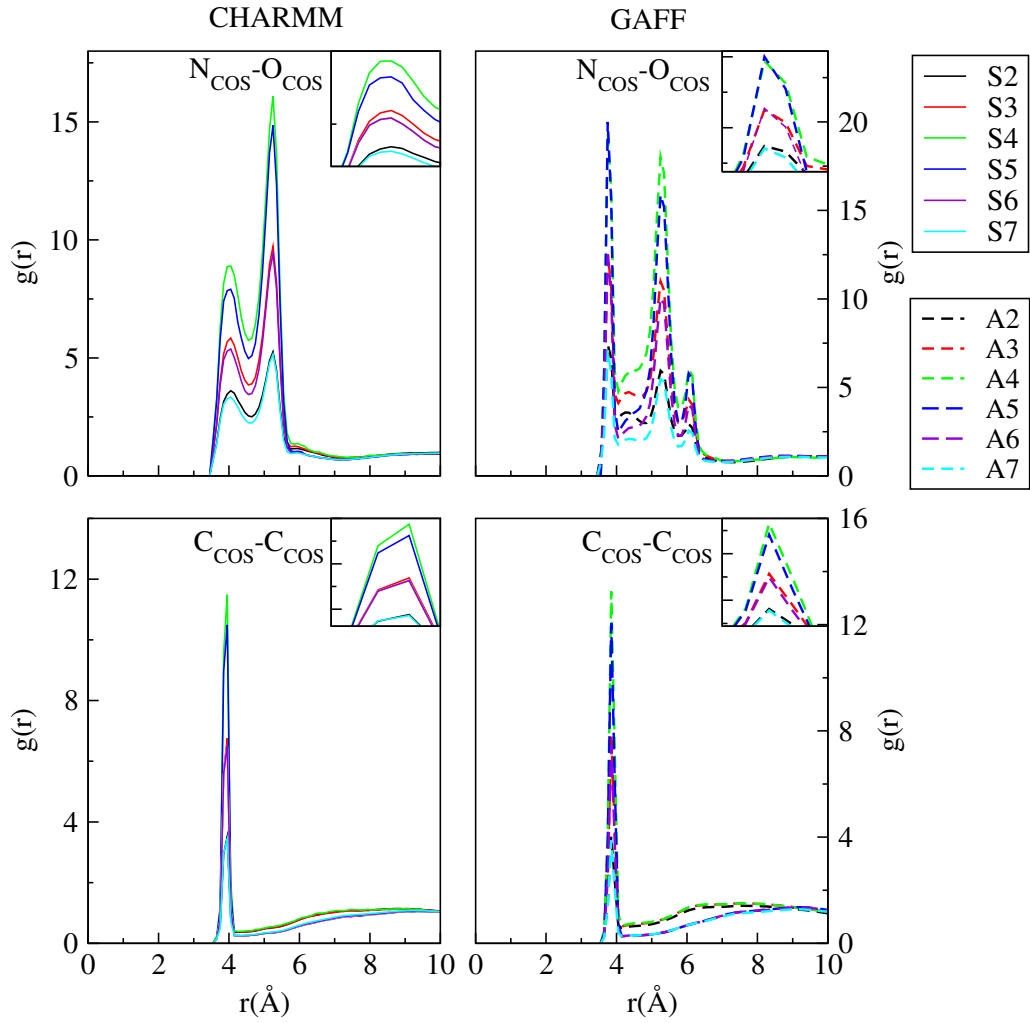 CHARMM
GAFF
N_COS-O_COS
N_COS-O_COS
15
10
5
0
g(r)
20
15
10
5
0
g(r)
S2
S3
S4
S5
S6
S7
A2
A3
A4
A5
A6
A7
C_COS-C_COS
C_COS-C_COS
12
8
4
0
g(r)
16
12
8
4
0
g(r)
0 2 4 6 8 10
0 2 4 6 8 10
r(Å)
r(Å)